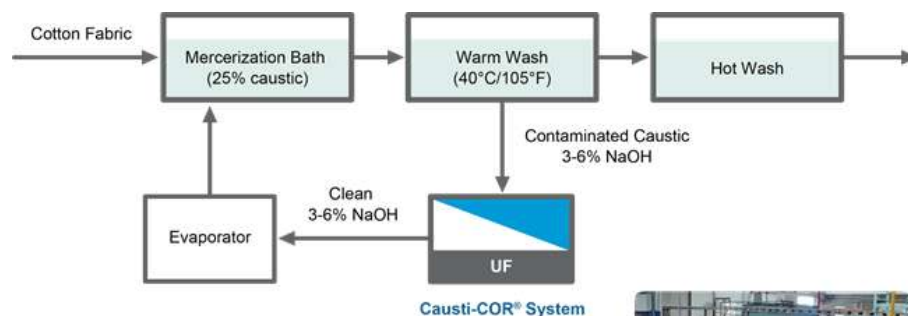 Cotton Fabric
Mercerization Bath
(25% caustic)
Warm Wash
(40°C/105°F)
Hot Wash
Contaminated Caustic
3-6% NaOH
Clean
3-6% NaOH
Evaporator
UF
Causti-COR® System